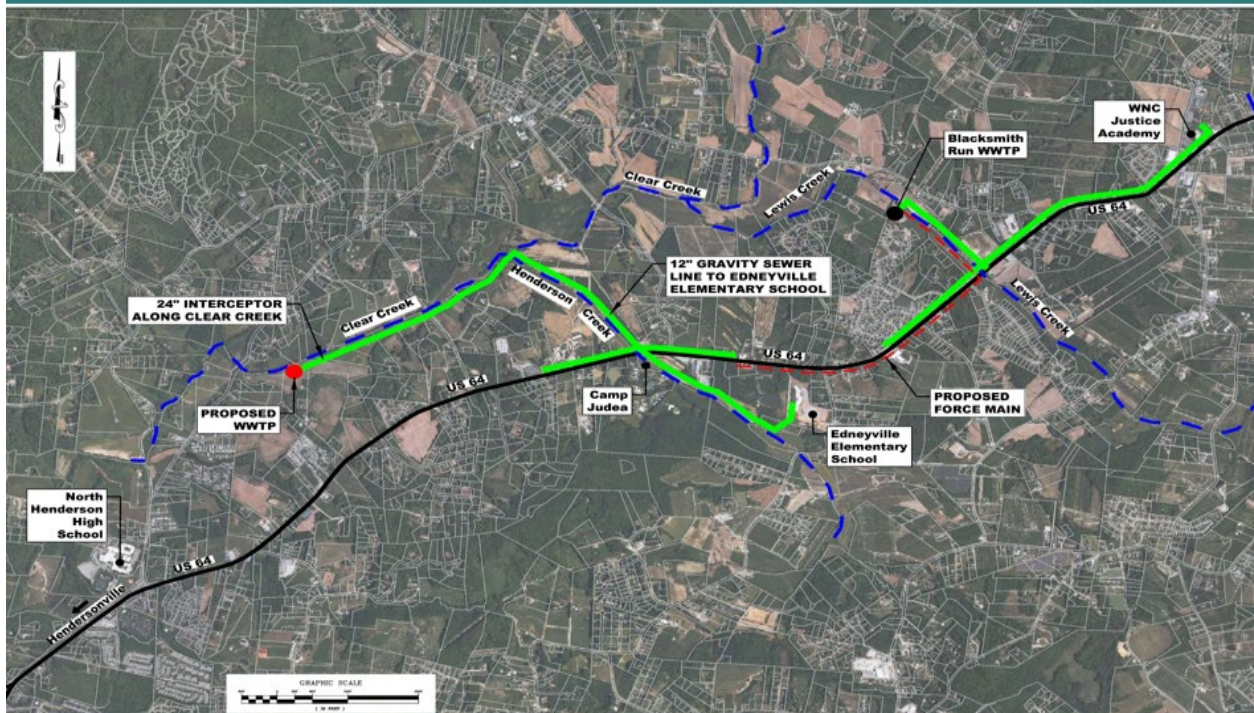 WNC
Justice
Academy
Blacksmith
Run WWTP
Clear Creek
Lewis Creek
US 64
12" GRAVITY SEWER
LINE TO EDNEYVILLE
ELEMENTARY SCHOOL
Henderson
Creek
24" INTERCEPTOR
ALONG CLEAR CREEK
Clear Creek
Lewis Creek
US 64
US 64
PROPOSED
WWTP
Camp
Judea
PROPOSED
FORCE MAIN
Edneyville
Elementary
School
North
Henderson
High
School
US 64
Hendersonville
GRAPHIC SCALE